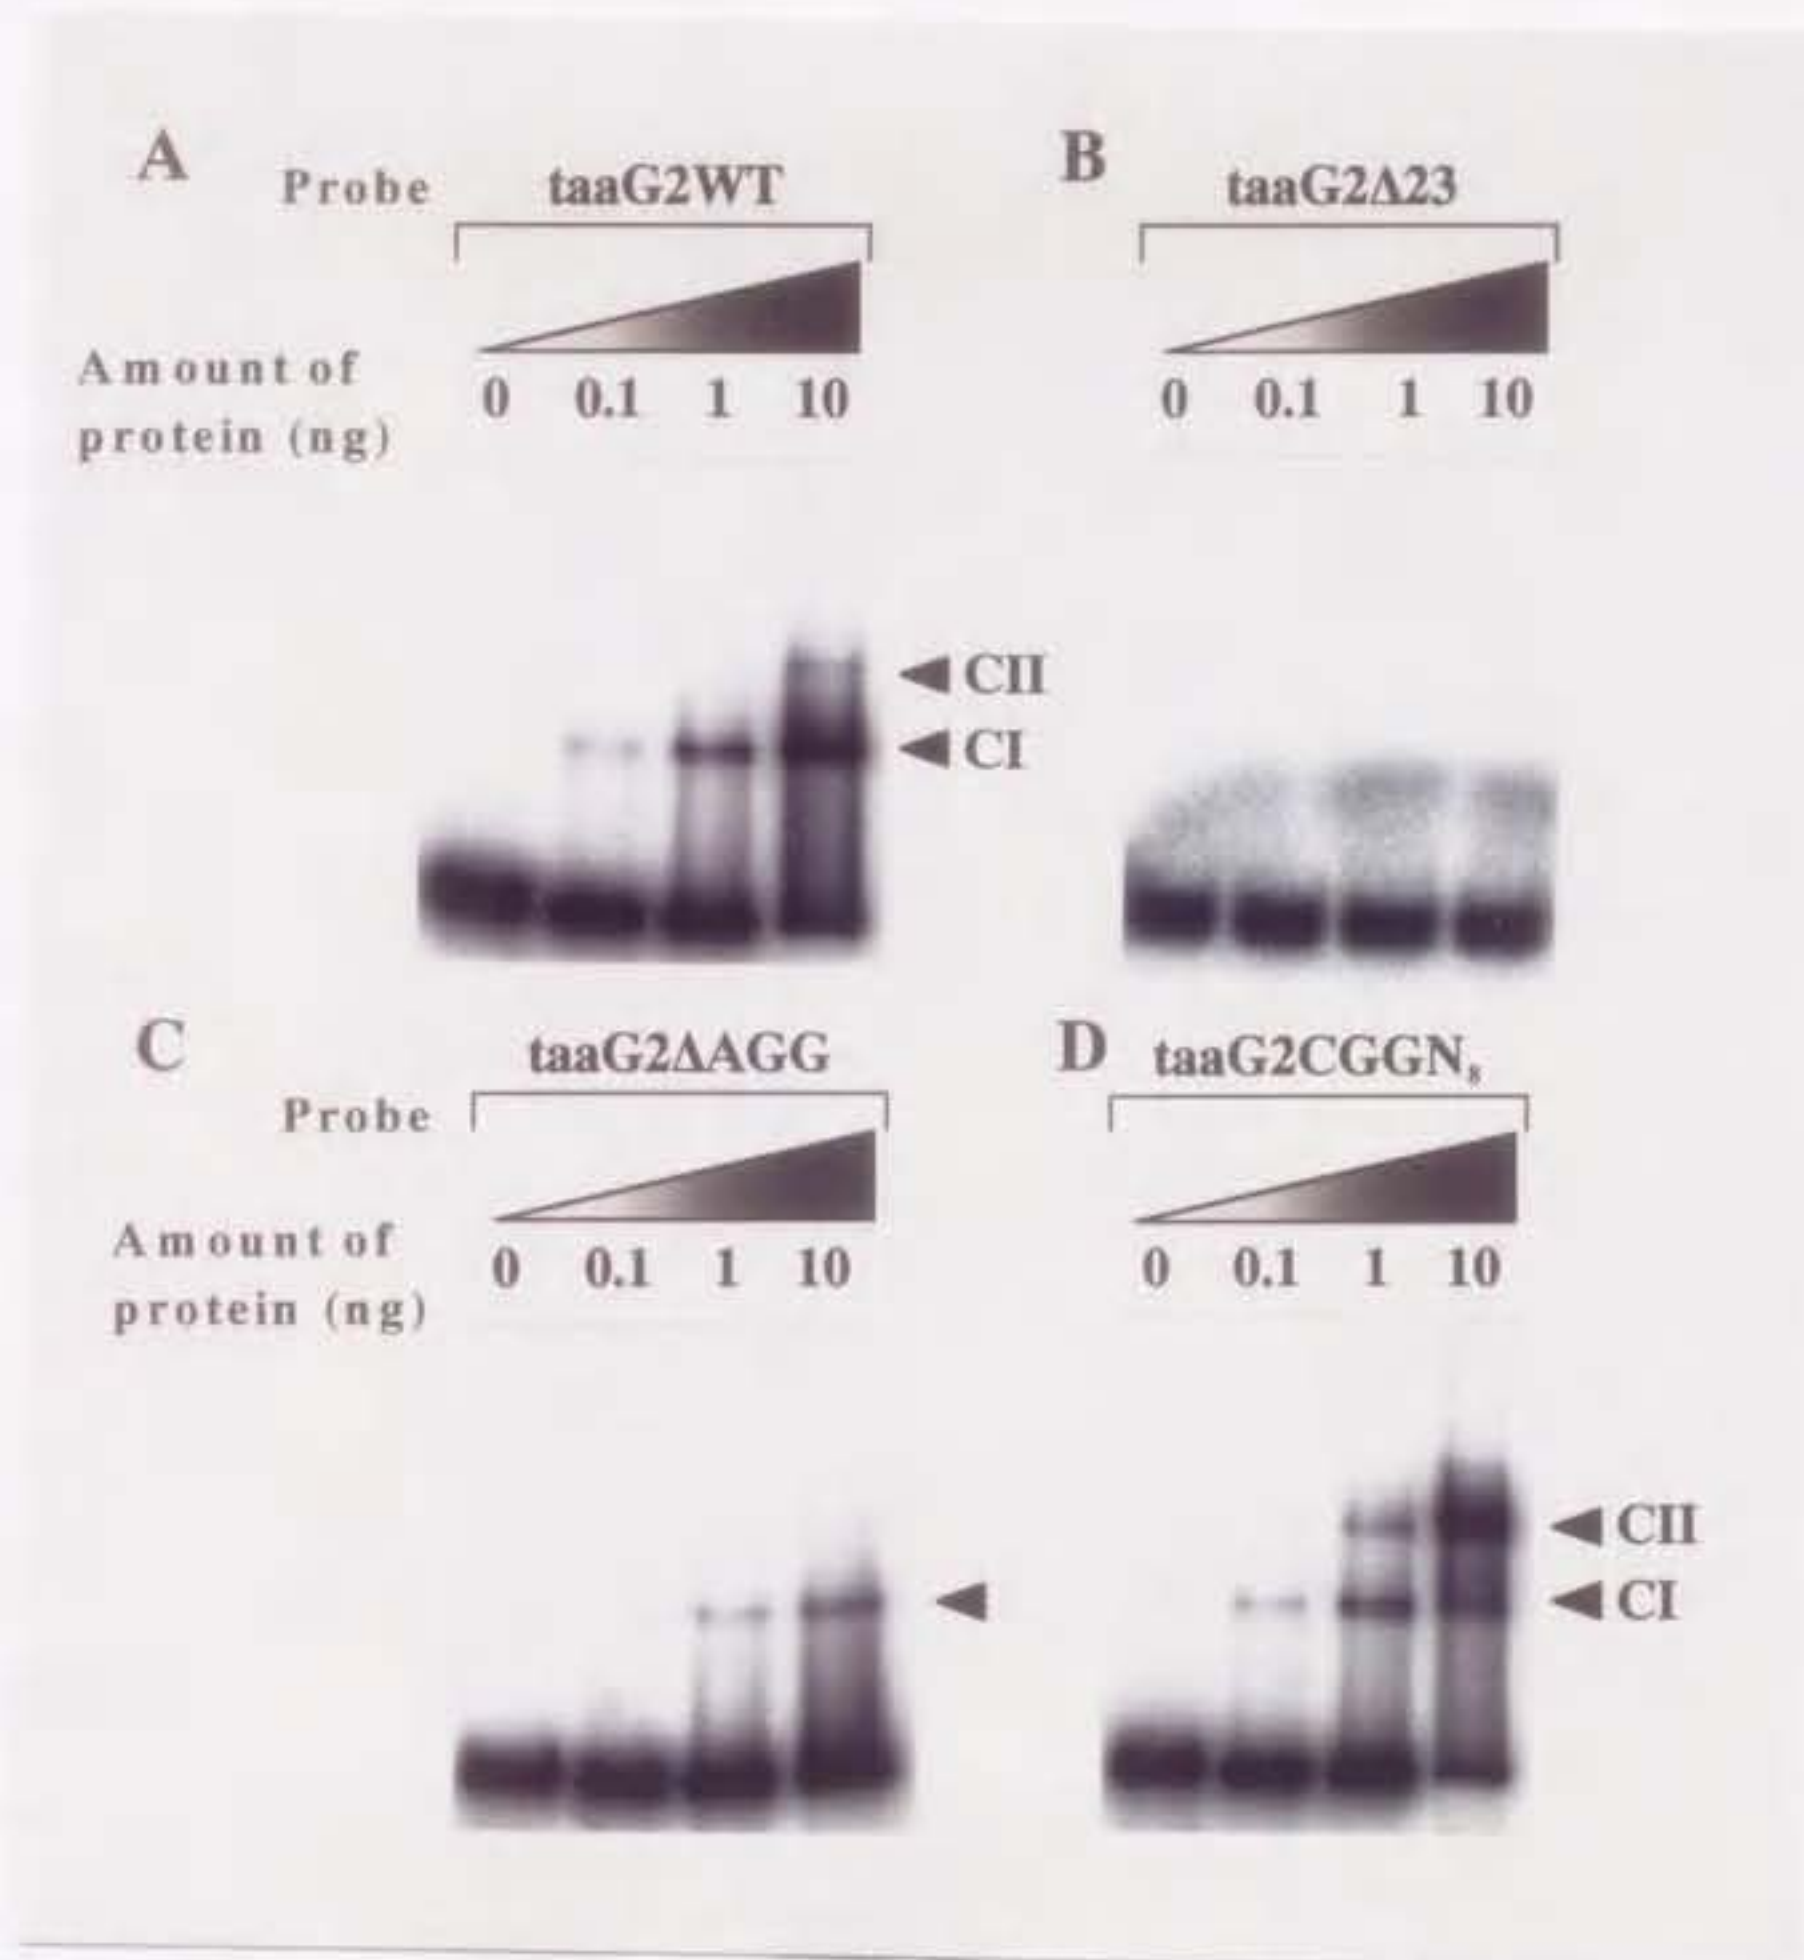 A
Probe
taaG2WT
Amount of
protein (ng)
0 0.1 1 10
CII
CI
B
taaG2Δ23
0 0.1 1 10
C
taaG2ΔAGG
Probe
Amount of
protein (ng)
0 0.1 1 10
D
taaG2CGGN₈
0 0.1 1 10
CII
CI